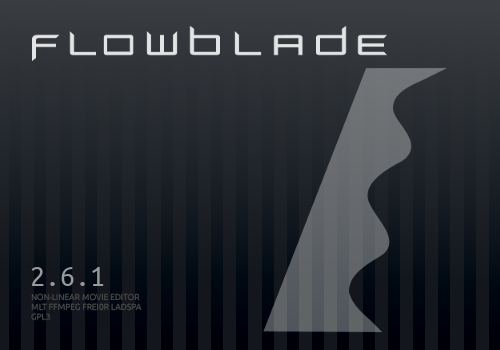 FLOWBLADE
2.6.1
NON-LINEAR MOVIE EDITOR
MLT FFMPEG FREI0R LADSPA
GPL3